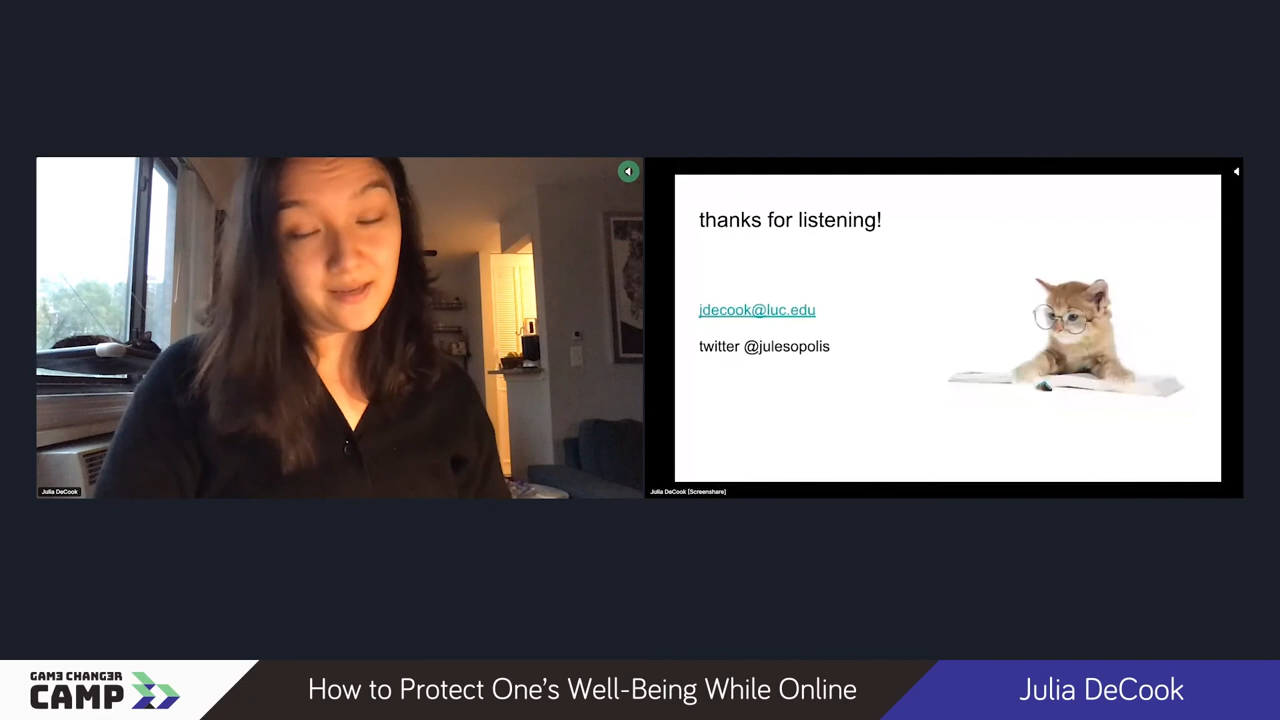 thanks for listening!
jdecook@luc.edu
twitter @julesopolis
Julia DeCook
Julia DeCook (Screenshare)
GAM3 CHANG3R
CAMP
How to Protect One's Well-Being While Online
Julia DeCook